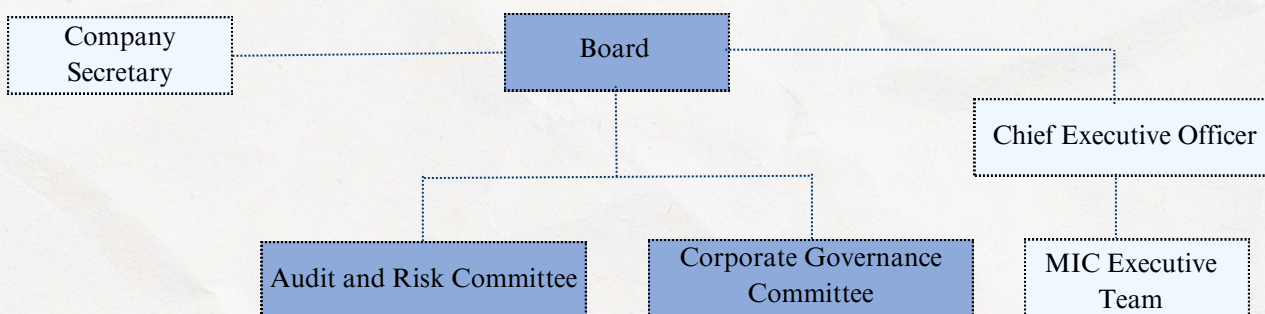 Company
Secretary
Board
Chief Executive Officer
Audit and Risk Committee
Corporate Governance
Committee
MIC Executive
Team